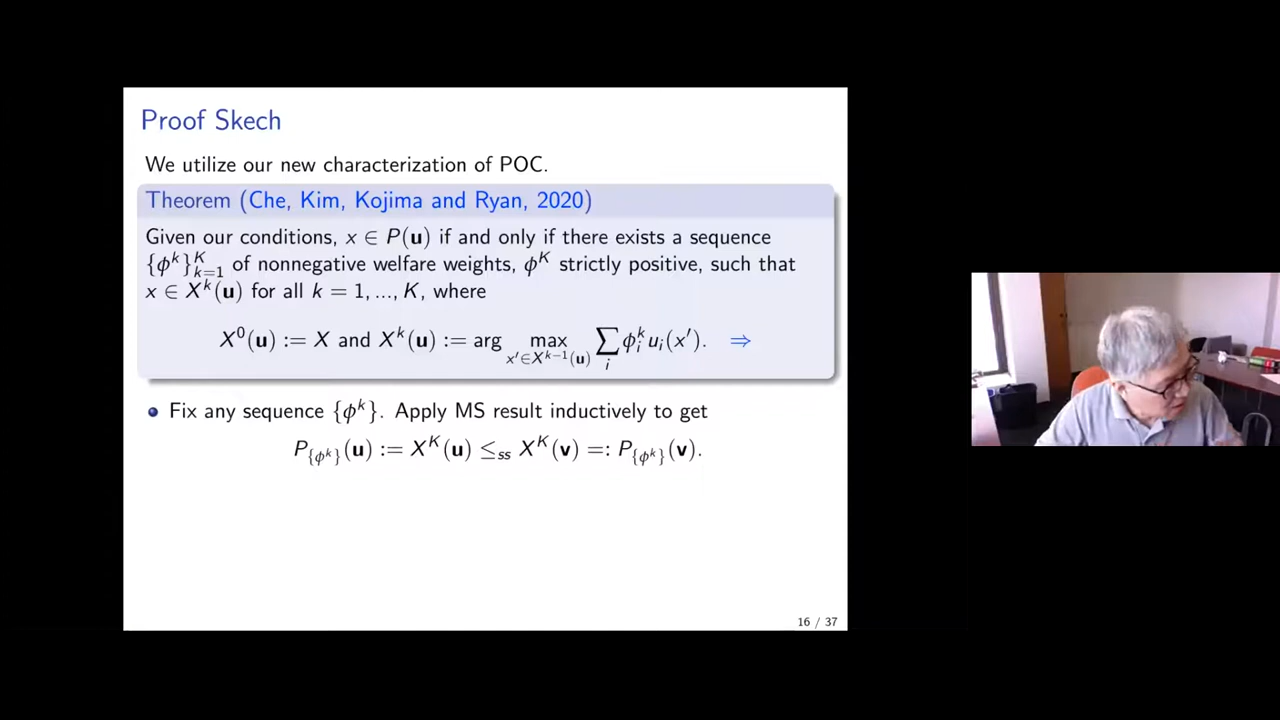 Proof Skech
We utilize our new characterization of POC.
Theorem (Che, Kim, Kojima and Ryan, 2020)
Given our conditions, x ∈ P(u) if and only if there exists a sequence
{ϕ^k}_{k=1}^K of nonnegative welfare weights, ϕ^K strictly positive, such that
x ∈ X^k(u) for all k = 1, ..., K, where
X^0(u) := X and X^k(u) := arg max_{x′∈X^{k−1}(u)} ∑_i ϕ_i^k u_i(x′). ⇒
• Fix any sequence {ϕ^k}. Apply MS result inductively to get
P_{{ϕ^k}}(u) := X^K(u) ≤_{ss} X^K(v) =: P_{{ϕ^k}}(v).
16 / 37